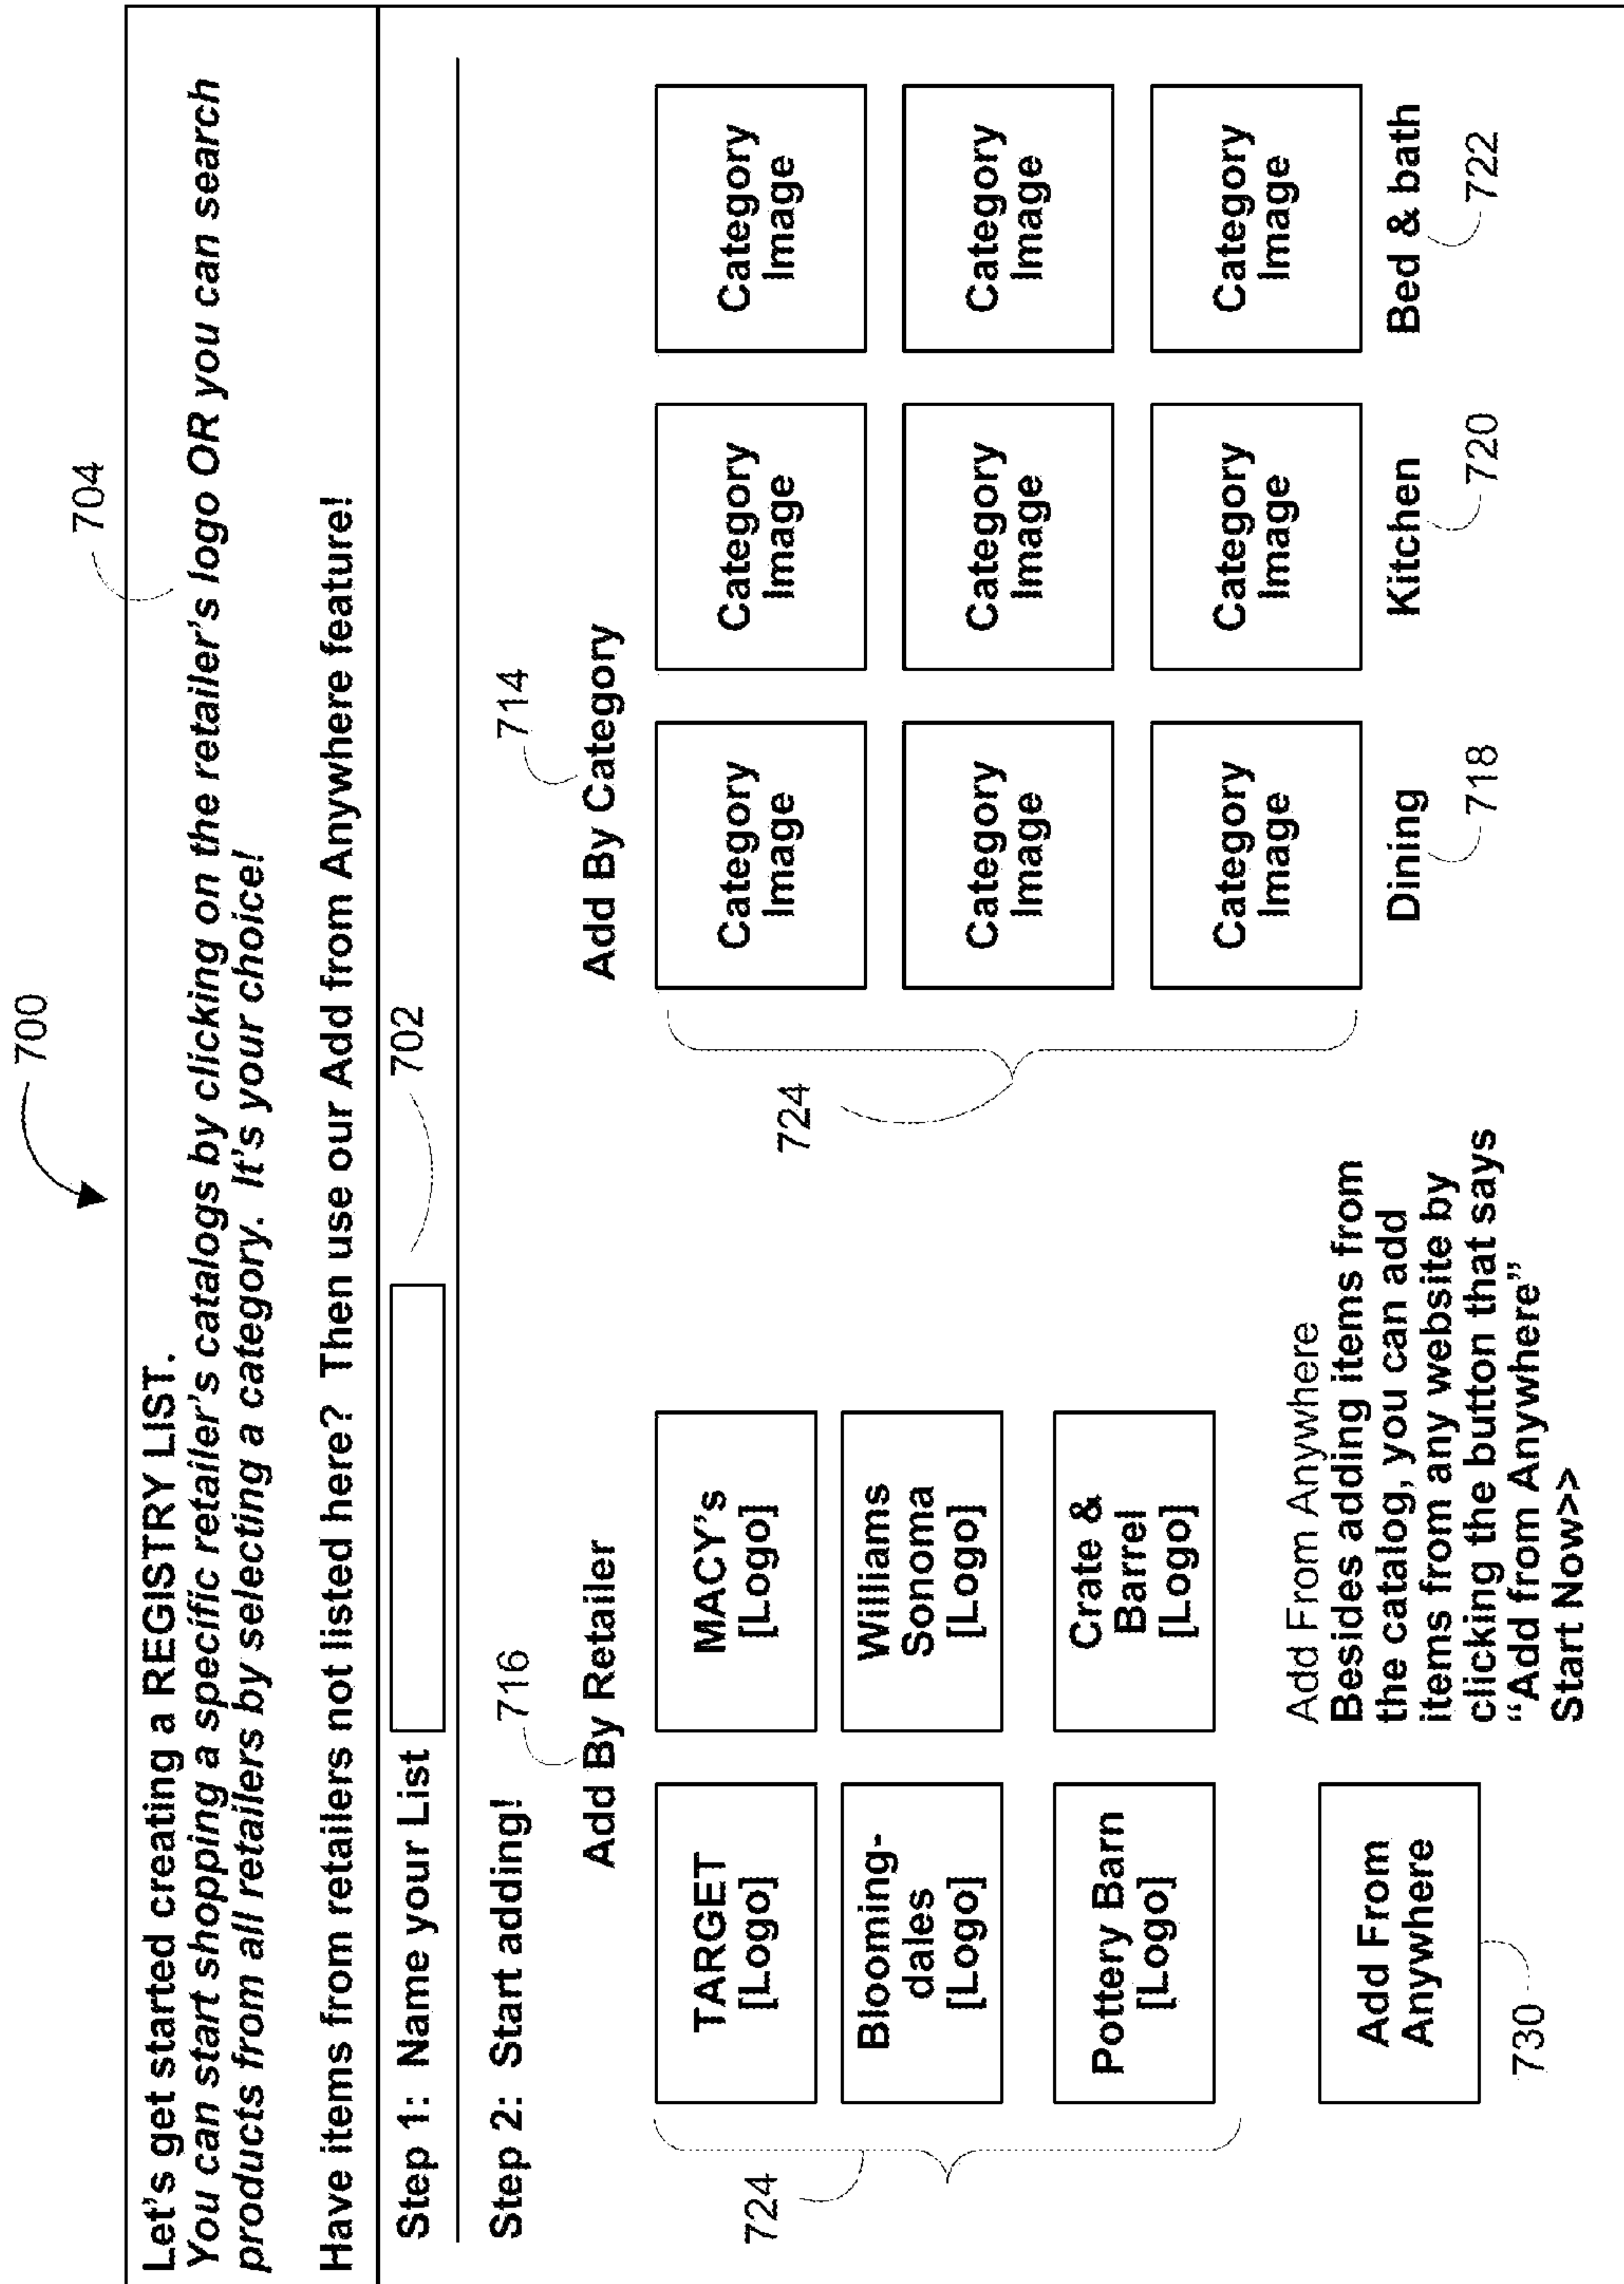 700
704
Let's get started creating a REGISTRY LIST.
You can start shopping a specific retailer's catalogs by clicking on the retailer's logo OR you can search
products from all retailers by selecting a category. It's your choice!
Have items from retailers not listed here? Then use our Add from Anywhere feature!
Step 1: Name your List
702
Step 2: Start adding!
716
Add By Retailer
724
TARGET
[Logo]
MACY's
[Logo]
Blooming-
dales
[Logo]
Williams
Sonoma
[Logo]
Pottery Barn
[Logo]
Crate &
Barrel
[Logo]
Add From
Anywhere
730
Add From Anywhere
Besides adding items from
the catalog, you can add
items from any website by
clicking the button that says
“Add from Anywhere”
Start Now>>
714
Add By Category
724
Category
Image
Category
Image
Category
Image
Category
Image
Category
Image
Category
Image
Category
Image
Category
Image
Category
Image
Dining
718
Kitchen
720
Bed & bath
722